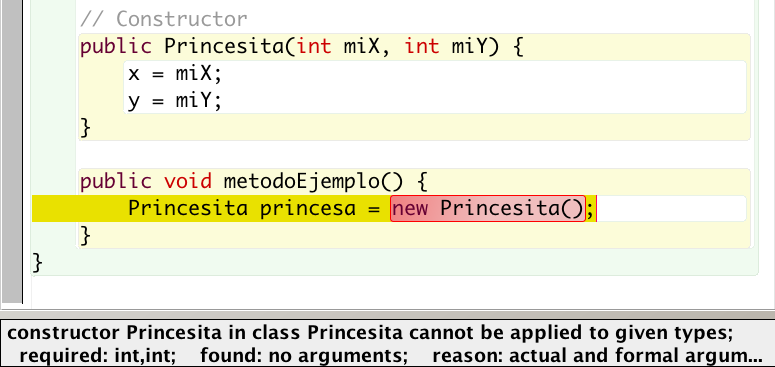 // Constructor
public Princesita(int miX, int miY) {
x = miX;
y = miY;
}
public void metodoEjemplo() {
Princesita princesa = new Princesita();
}
}
constructor Princesita in class Princesita cannot be applied to given types;
required: int,int; found: no arguments; reason: actual and formal argum...